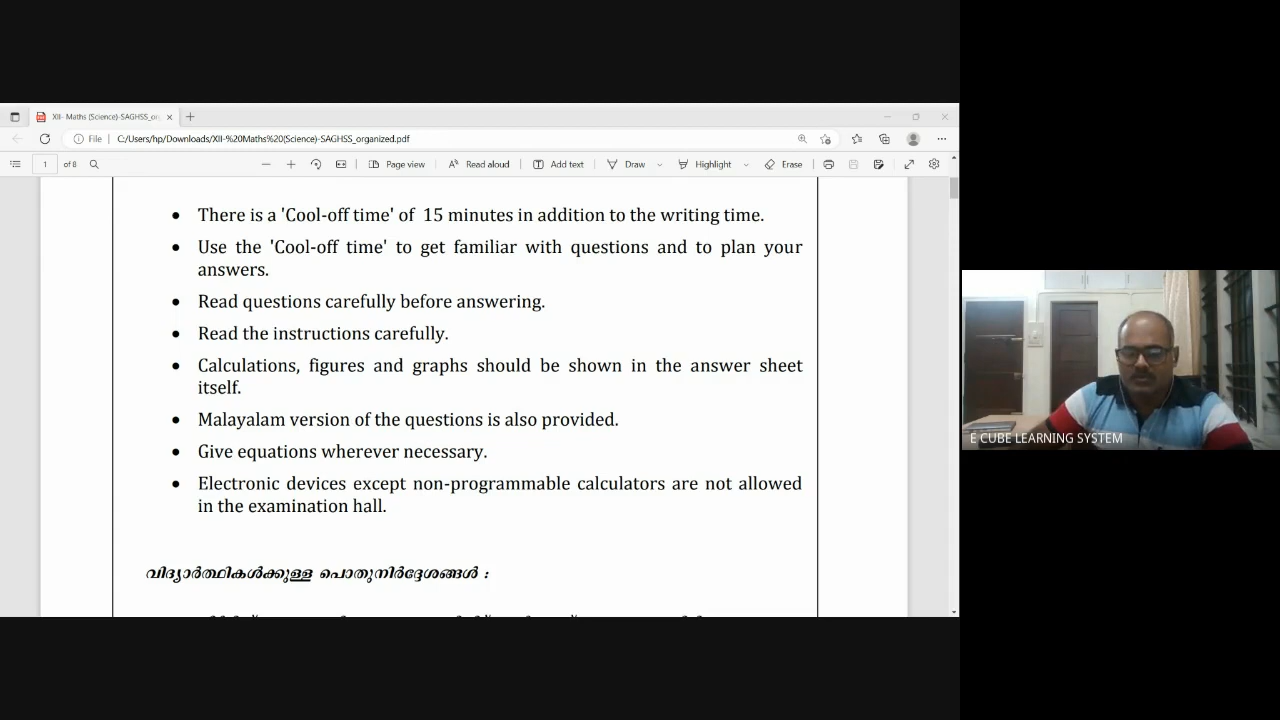 XII- Maths (Science)-SAGHSS_or
File
C:/Users/hp/Downloads/XII-%20Maths%20(Science)-SAGHSS_organized.pdf
1 of 8
Page view
Read aloud
Add text
Draw
Highlight
Erase
• There is a 'Cool-off time' of 15 minutes in addition to the writing time.
• Use the 'Cool-off time' to get familiar with questions and to plan your
answers.
• Read questions carefully before answering.
• Read the instructions carefully.
• Calculations, figures and graphs should be shown in the answer sheet
itself.
• Malayalam version of the questions is also provided.
• Give equations wherever necessary.
• Electronic devices except non-programmable calculators are not allowed
in the examination hall.
വിദ്യാർത്ഥികൾക്കുള്ള പൊതുനിർദ്ദേശങ്ങൾ :
E CUBE LEARNING SYSTEM